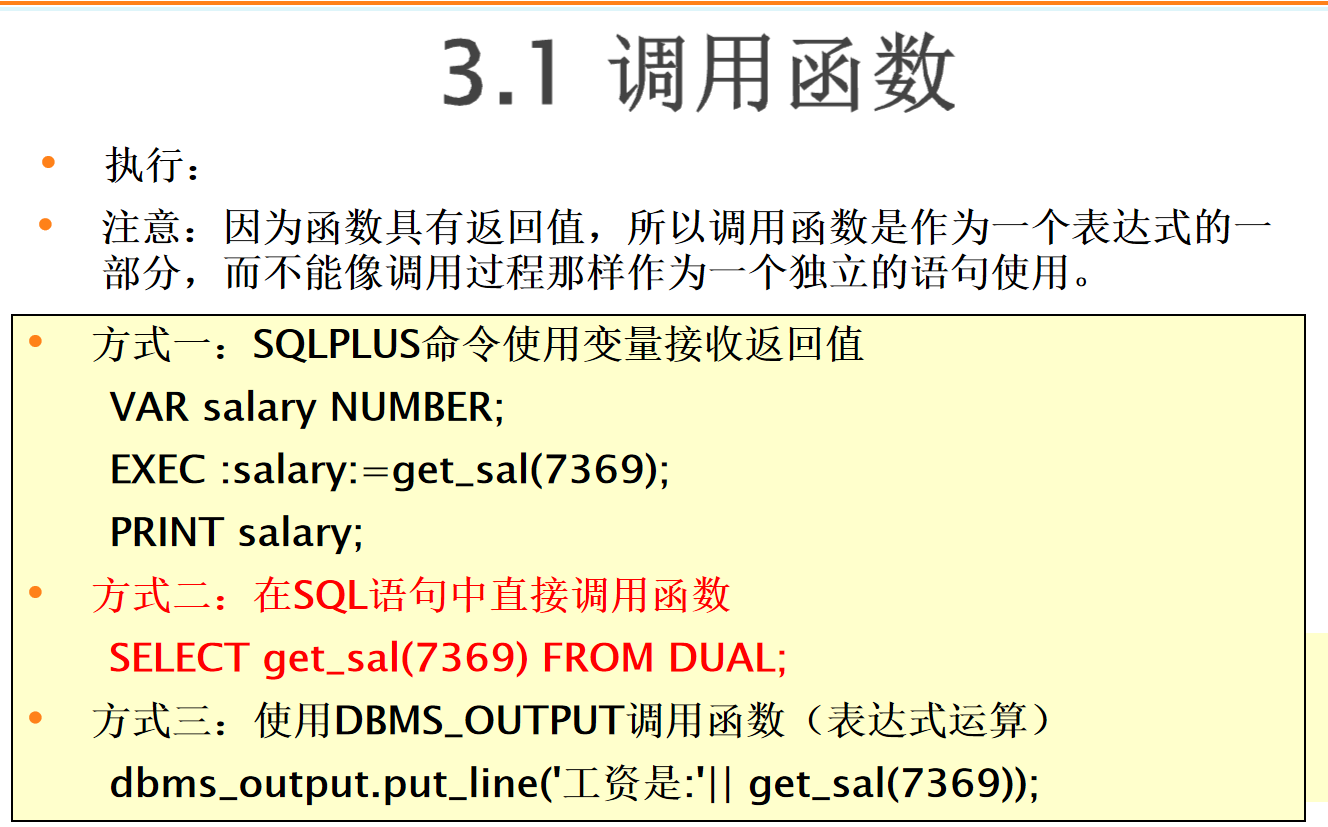 3.1 调用函数
• 执行：
• 注意：因为函数具有返回值，所以调用函数是作为一个表达式的一
部分，而不能像调用过程那样作为一个独立的语句使用。
• 方式一：SQLPLUS命令使用变量接收返回值
VAR salary NUMBER;
EXEC :salary:=get_sal(7369);
PRINT salary;
• 方式二：在SQL语句中直接调用函数
SELECT get_sal(7369) FROM DUAL;
• 方式三：使用DBMS_OUTPUT调用函数（表达式运算）
dbms_output.put_line('工资是:'|| get_sal(7369));